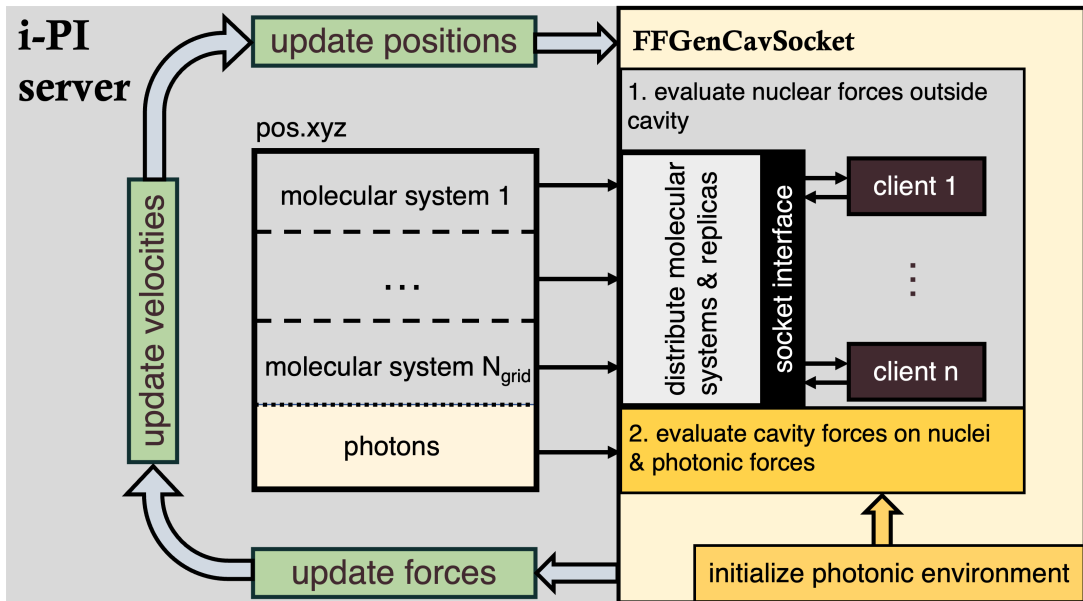 i-PI
server
update positions
FFGenCavSocket
1. evaluate nuclear forces outside
cavity
pos.xyz
molecular system 1
...
molecular system N_grid
photons
update velocities
distribute molecular
systems & replicas
socket interface
client 1
⋮
client n
2. evaluate cavity forces on nuclei
& photonic forces
update forces
initialize photonic environment